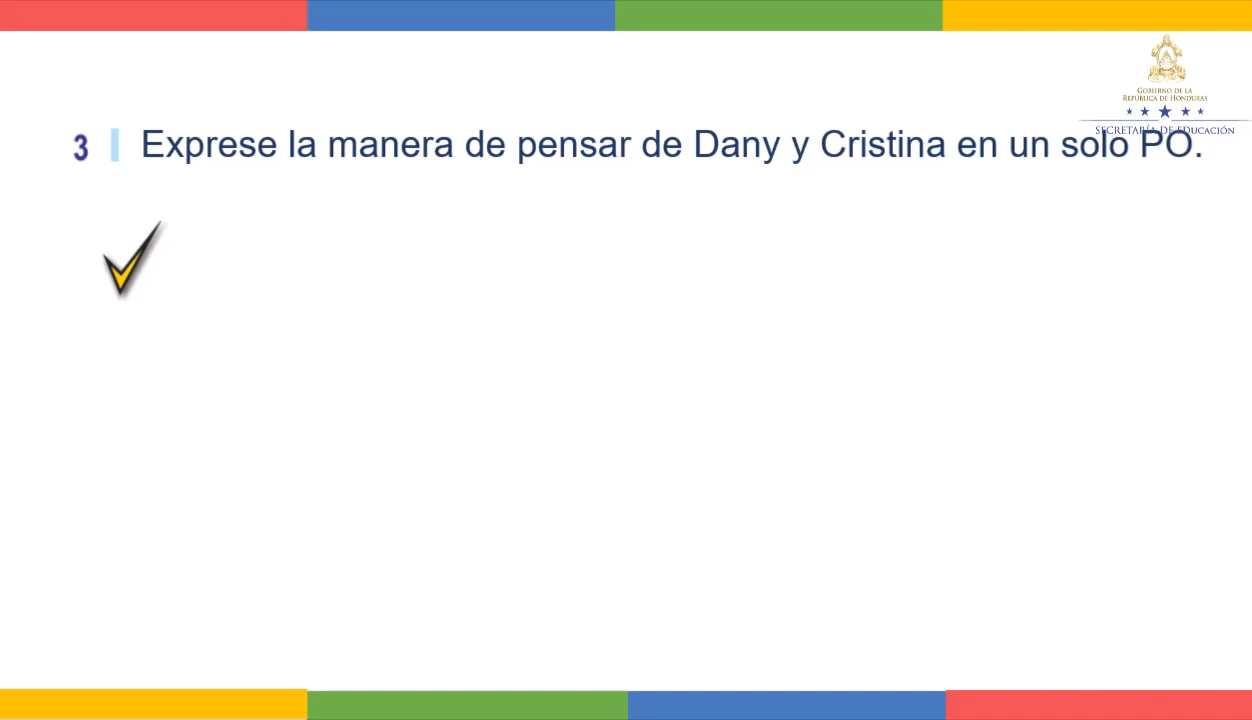 GOBIERNO DE LA
REPÚBLICA DE HONDURAS
SECRETARÍA DE EDUCACIÓN
3 Exprese la manera de pensar de Dany y Cristina en un solo PO.